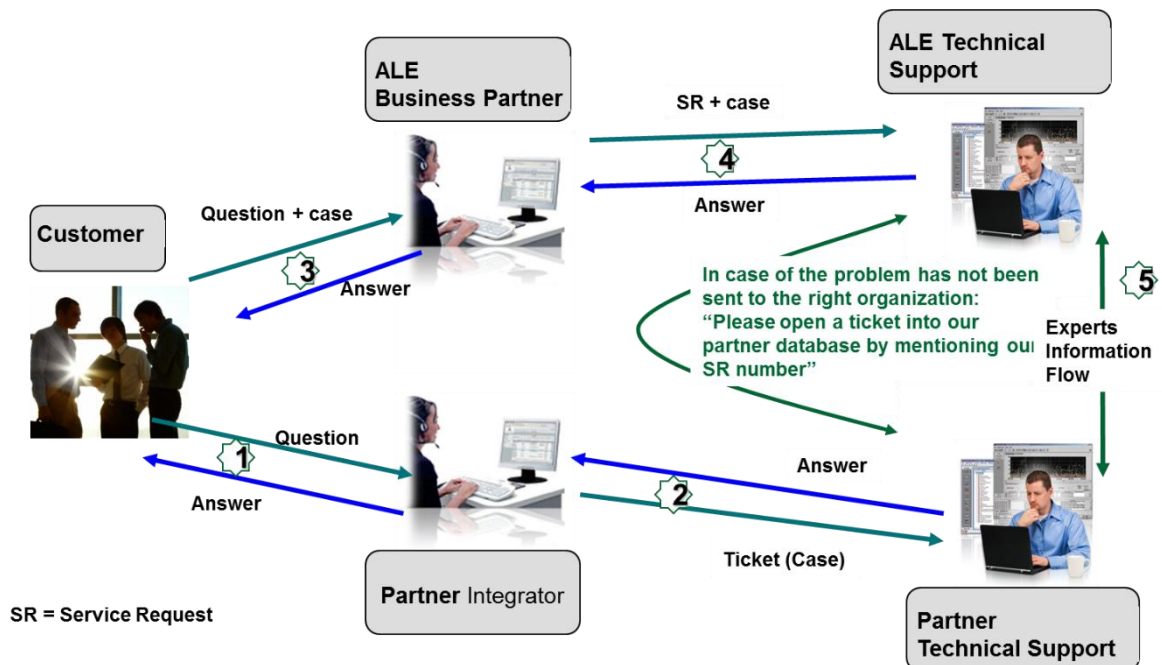 ALE
Business Partner
ALE Technical
Support
SR + case
4
Answer
Customer
Question + case
3
Answer
In case of the problem has not been
sent to the right organization:
“Please open a ticket into our
partner database by mentioning our
SR number”
5
Experts
Information
Flow
Question
1
Answer
Answer
2
Ticket (Case)
Partner Integrator
SR = Service Request
Partner
Technical Support